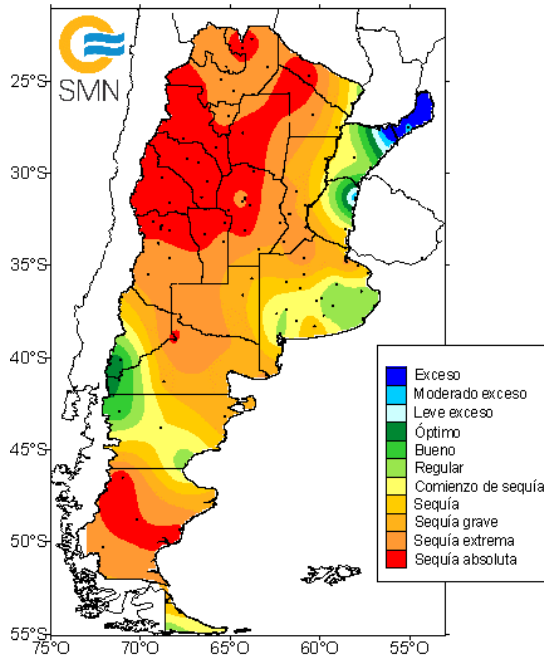 SMN
25°S
30°S
35°S
40°S
45°S
50°S
55°S
75°O 70°O 65°O 60°O 55°O
Exceso
Moderado exceso
Leve exceso
Óptimo
Bueno
Regular
Comienzo de sequía
Sequía
Sequía grave
Sequía extrema
Sequía absoluta